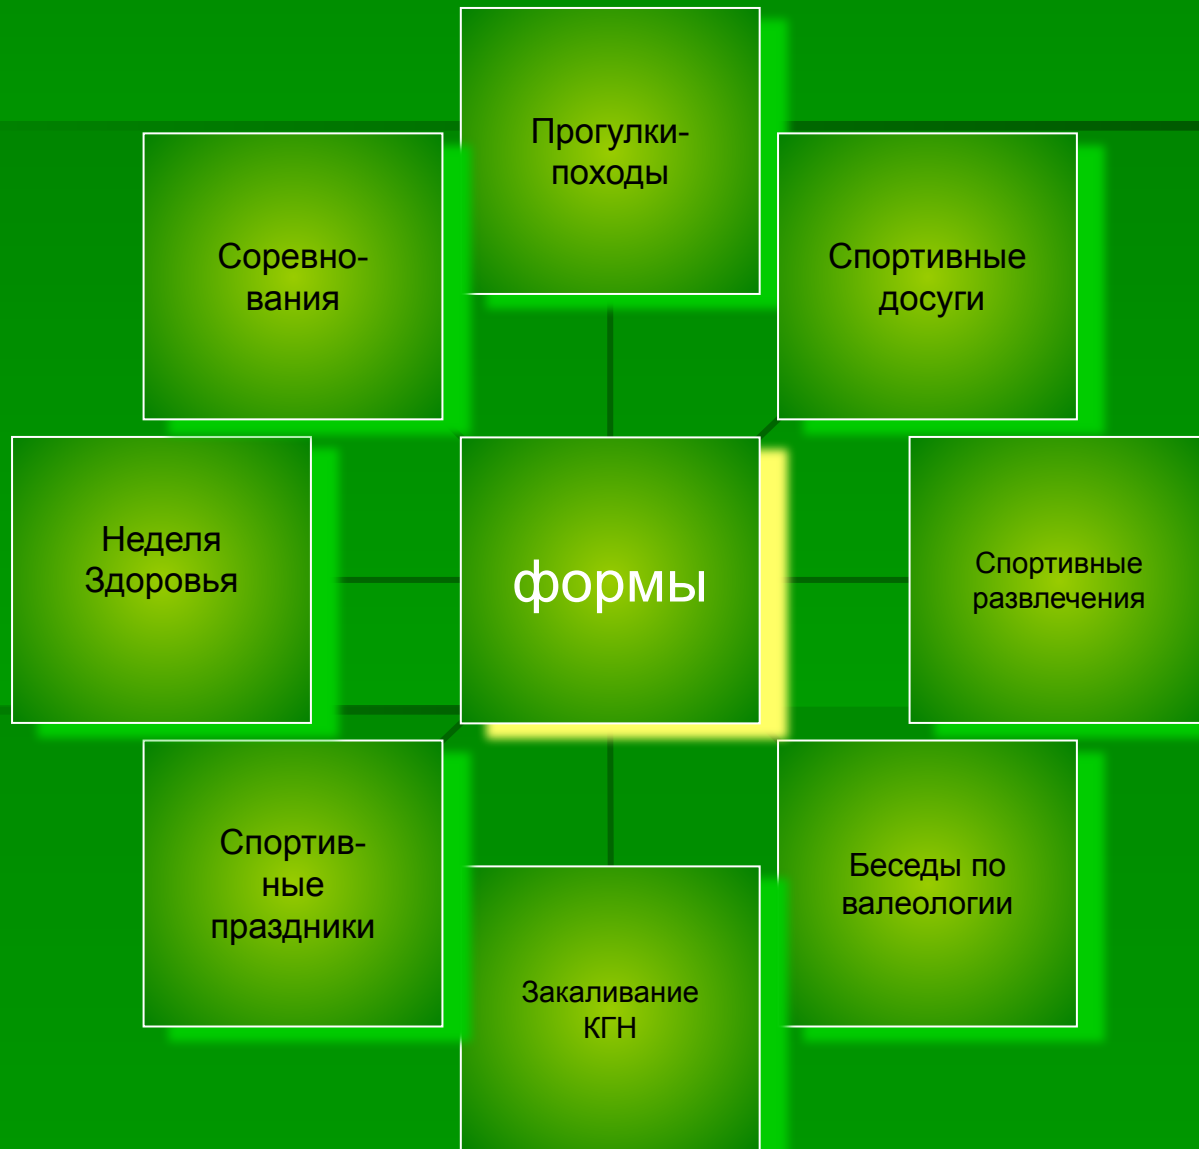 Прогулки-
походы
Соревно-
вания
Спортивные
досуги
Неделя
Здоровья
формы
Спортивные
развлечения
Спортив-
ные
праздники
Беседы по
валеологии
Закаливание
КГН